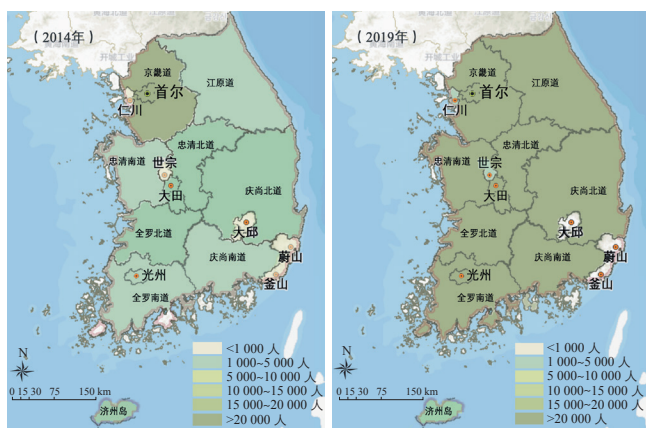 （2014年）
开城工业
京畿道
首尔
江原道
仁川
忠清北道
忠清南道
世宗
大田
庆尚北道
全罗北道
大邱
蔚山
庆尚南道
釜山
光州
全罗南道
N
0 15 30 75 150 km
济州岛
<1 000 人
1 000~5 000 人
5 000~10 000 人
10 000~15 000 人
15 000~20 000 人
>20 000 人
（2019年）
开城工业
京畿道
首尔
江原道
仁川
忠清北道
忠清南道
世宗
大田
庆尚北道
全罗北道
大邱
蔚山
庆尚南道
釜山
光州
全罗南道
N
0 15 30 75 150 km
济州岛
<1 000 人
1 000~5 000 人
5 000~10 000 人
10 000~15 000 人
15 000~20 000 人
>20 000 人